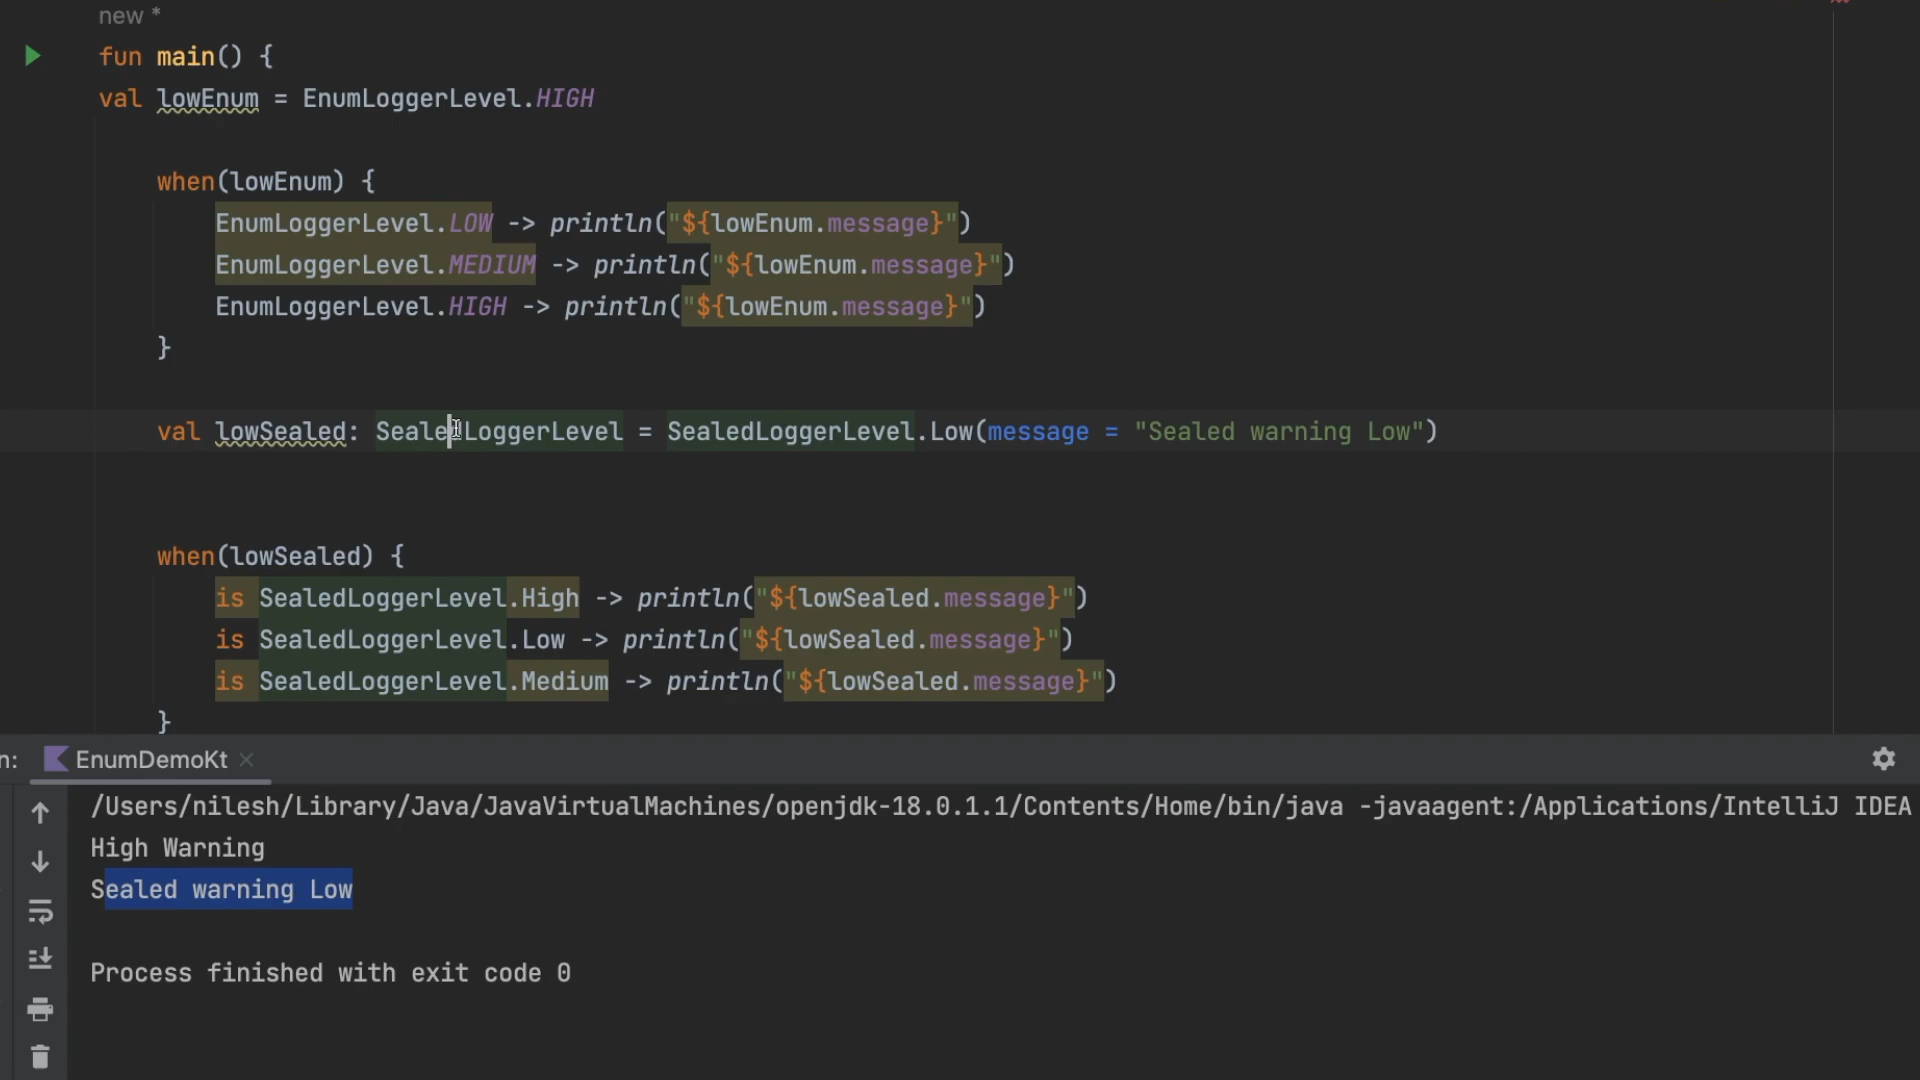 new *
fun main() {
val lowEnum = EnumLoggerLevel.HIGH
when(lowEnum) {
EnumLoggerLevel.LOW -> println("${lowEnum.message}")
EnumLoggerLevel.MEDIUM -> println("${lowEnum.message}")
EnumLoggerLevel.HIGH -> println("${lowEnum.message}")
}
val lowSealed: SealedLoggerLevel = SealedLoggerLevel.Low(message = "Sealed warning Low")
when(lowSealed) {
is SealedLoggerLevel.High -> println("${lowSealed.message}")
is SealedLoggerLevel.Low -> println("${lowSealed.message}")
is SealedLoggerLevel.Medium -> println("${lowSealed.message}")
}
n: EnumDemoKt
/Users/nilesh/Library/Java/JavaVirtualMachines/openjdk-18.0.1.1/Contents/Home/bin/java -javaagent:/Applications/IntelliJ IDEA
High Warning
Sealed warning Low
Process finished with exit code 0